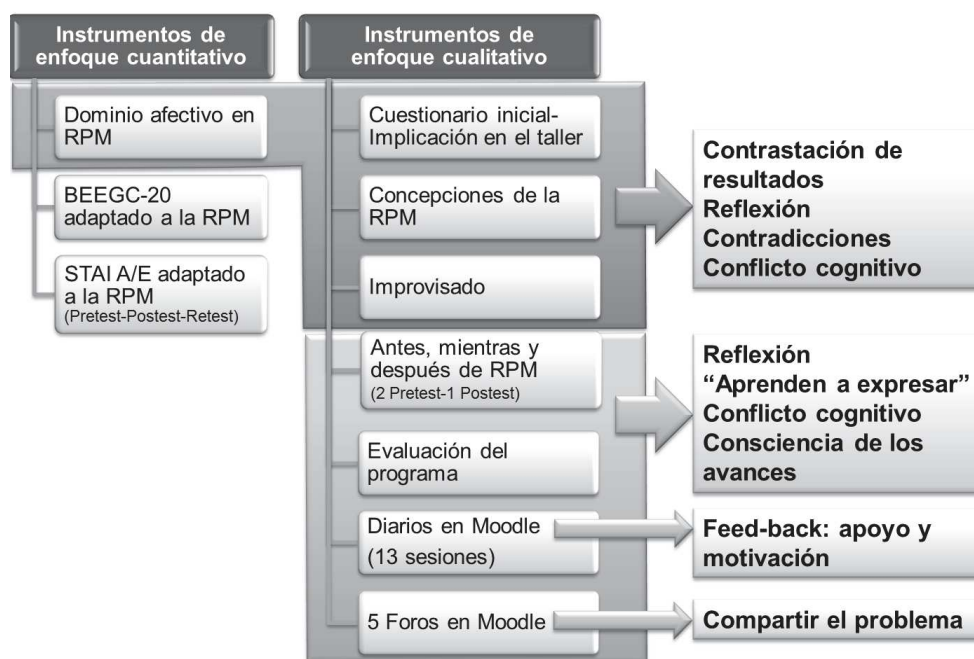 Instrumentos de
enfoque cuantitativo
Dominio afectivo en
RPM
BEEGC-20
adaptado a la RPM
STAI A/E adaptado
a la RPM
(Pretest-Postest-Retest)
Instrumentos de
enfoque cualitativo
Cuestionario inicial-
Implicación en el taller
Concepciones de la
RPM
Improvisado
Antes, mientras y
después de RPM
(2 Pretest-1 Postest)
Evaluación del
programa
Diarios en Moodle
(13 sesiones)
5 Foros en Moodle
Contrastación de
resultados
Reflexión
Contradicciones
Conflicto cognitivo
Reflexión
“Aprenden a expresar”
Conflicto cognitivo
Consciencia de los
avances
Feed-back: apoyo y
motivación
Compartir el problema